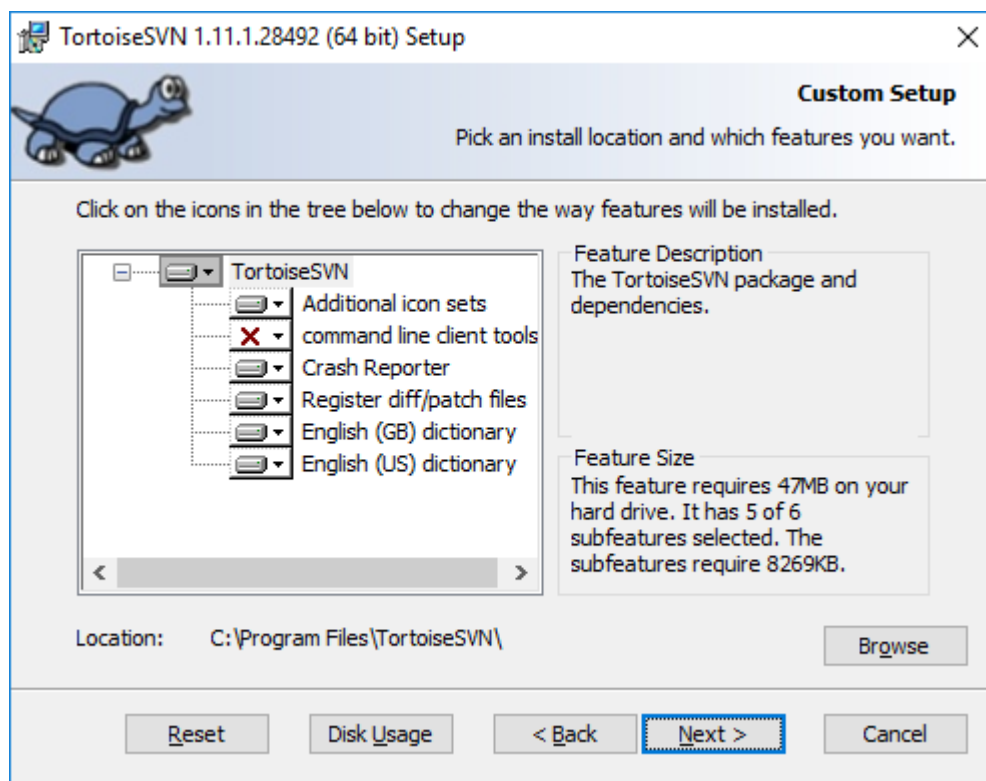 TortoiseSVN 1.11.1.28492 (64 bit) Setup
Custom Setup
Pick an install location and which features you want.
Click on the icons in the tree below to change the way features will be installed.
TortoiseSVN
Additional icon sets
command line client tools
Crash Reporter
Register diff/patch files
English (GB) dictionary
English (US) dictionary
Feature Description
The TortoiseSVN package and
dependencies.
Feature Size
This feature requires 47MB on your
hard drive. It has 5 of 6
subfeatures selected. The
subfeatures require 8269KB.
Location: C:\Program Files\TortoiseSVN\
Browse
Reset Disk Usage < Back Next > Cancel